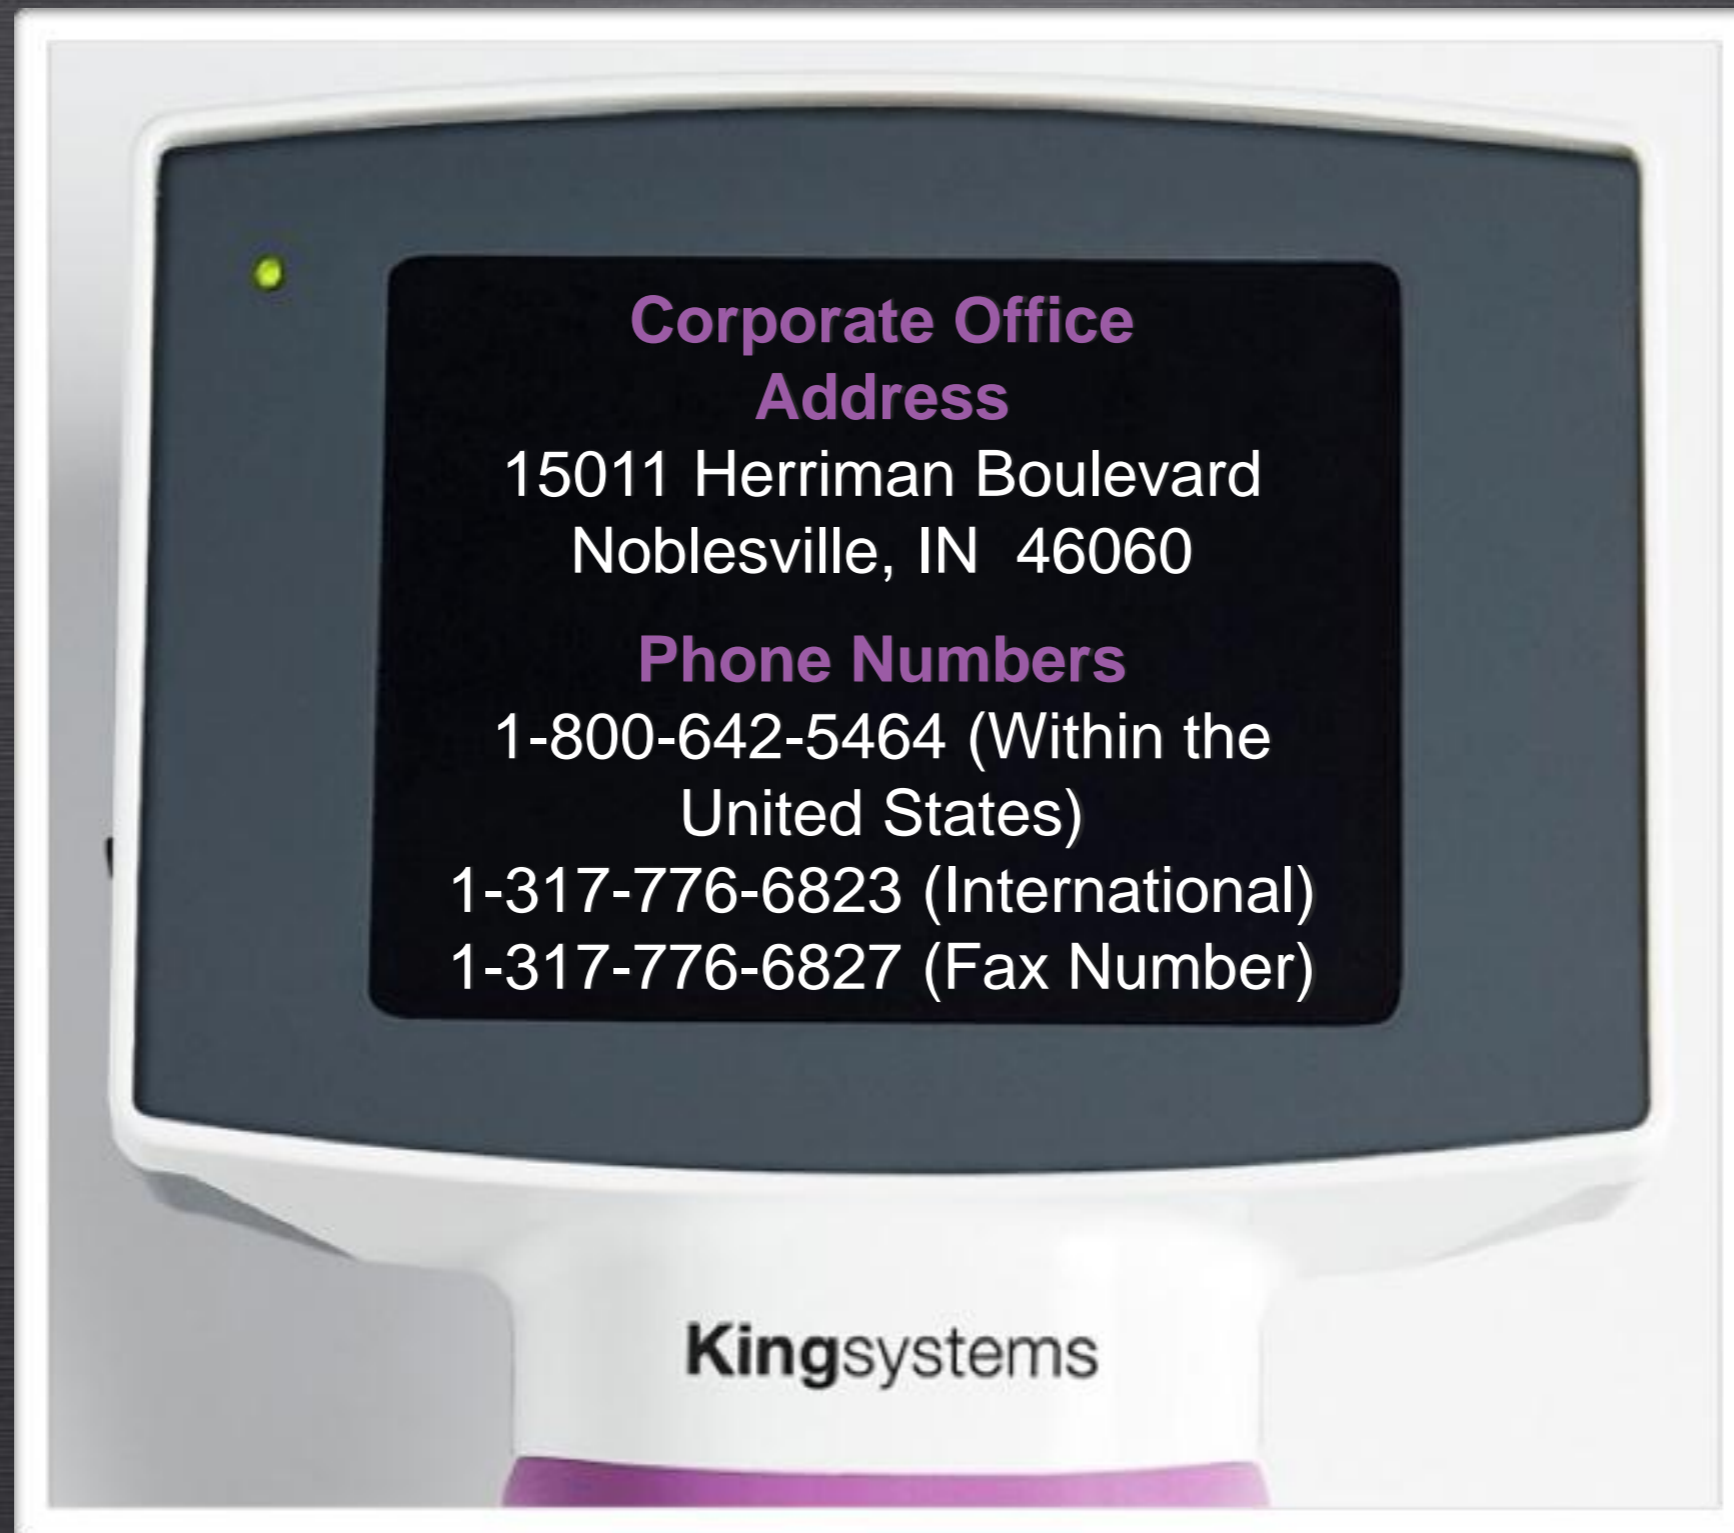 Corporate Office
Address
15011 Herriman Boulevard
Noblesville, IN  46060
Phone Numbers
1-800-642-5464 (Within the
United States)
1-317-776-6823 (International)
1-317-776-6827 (Fax Number)
Kingsystems